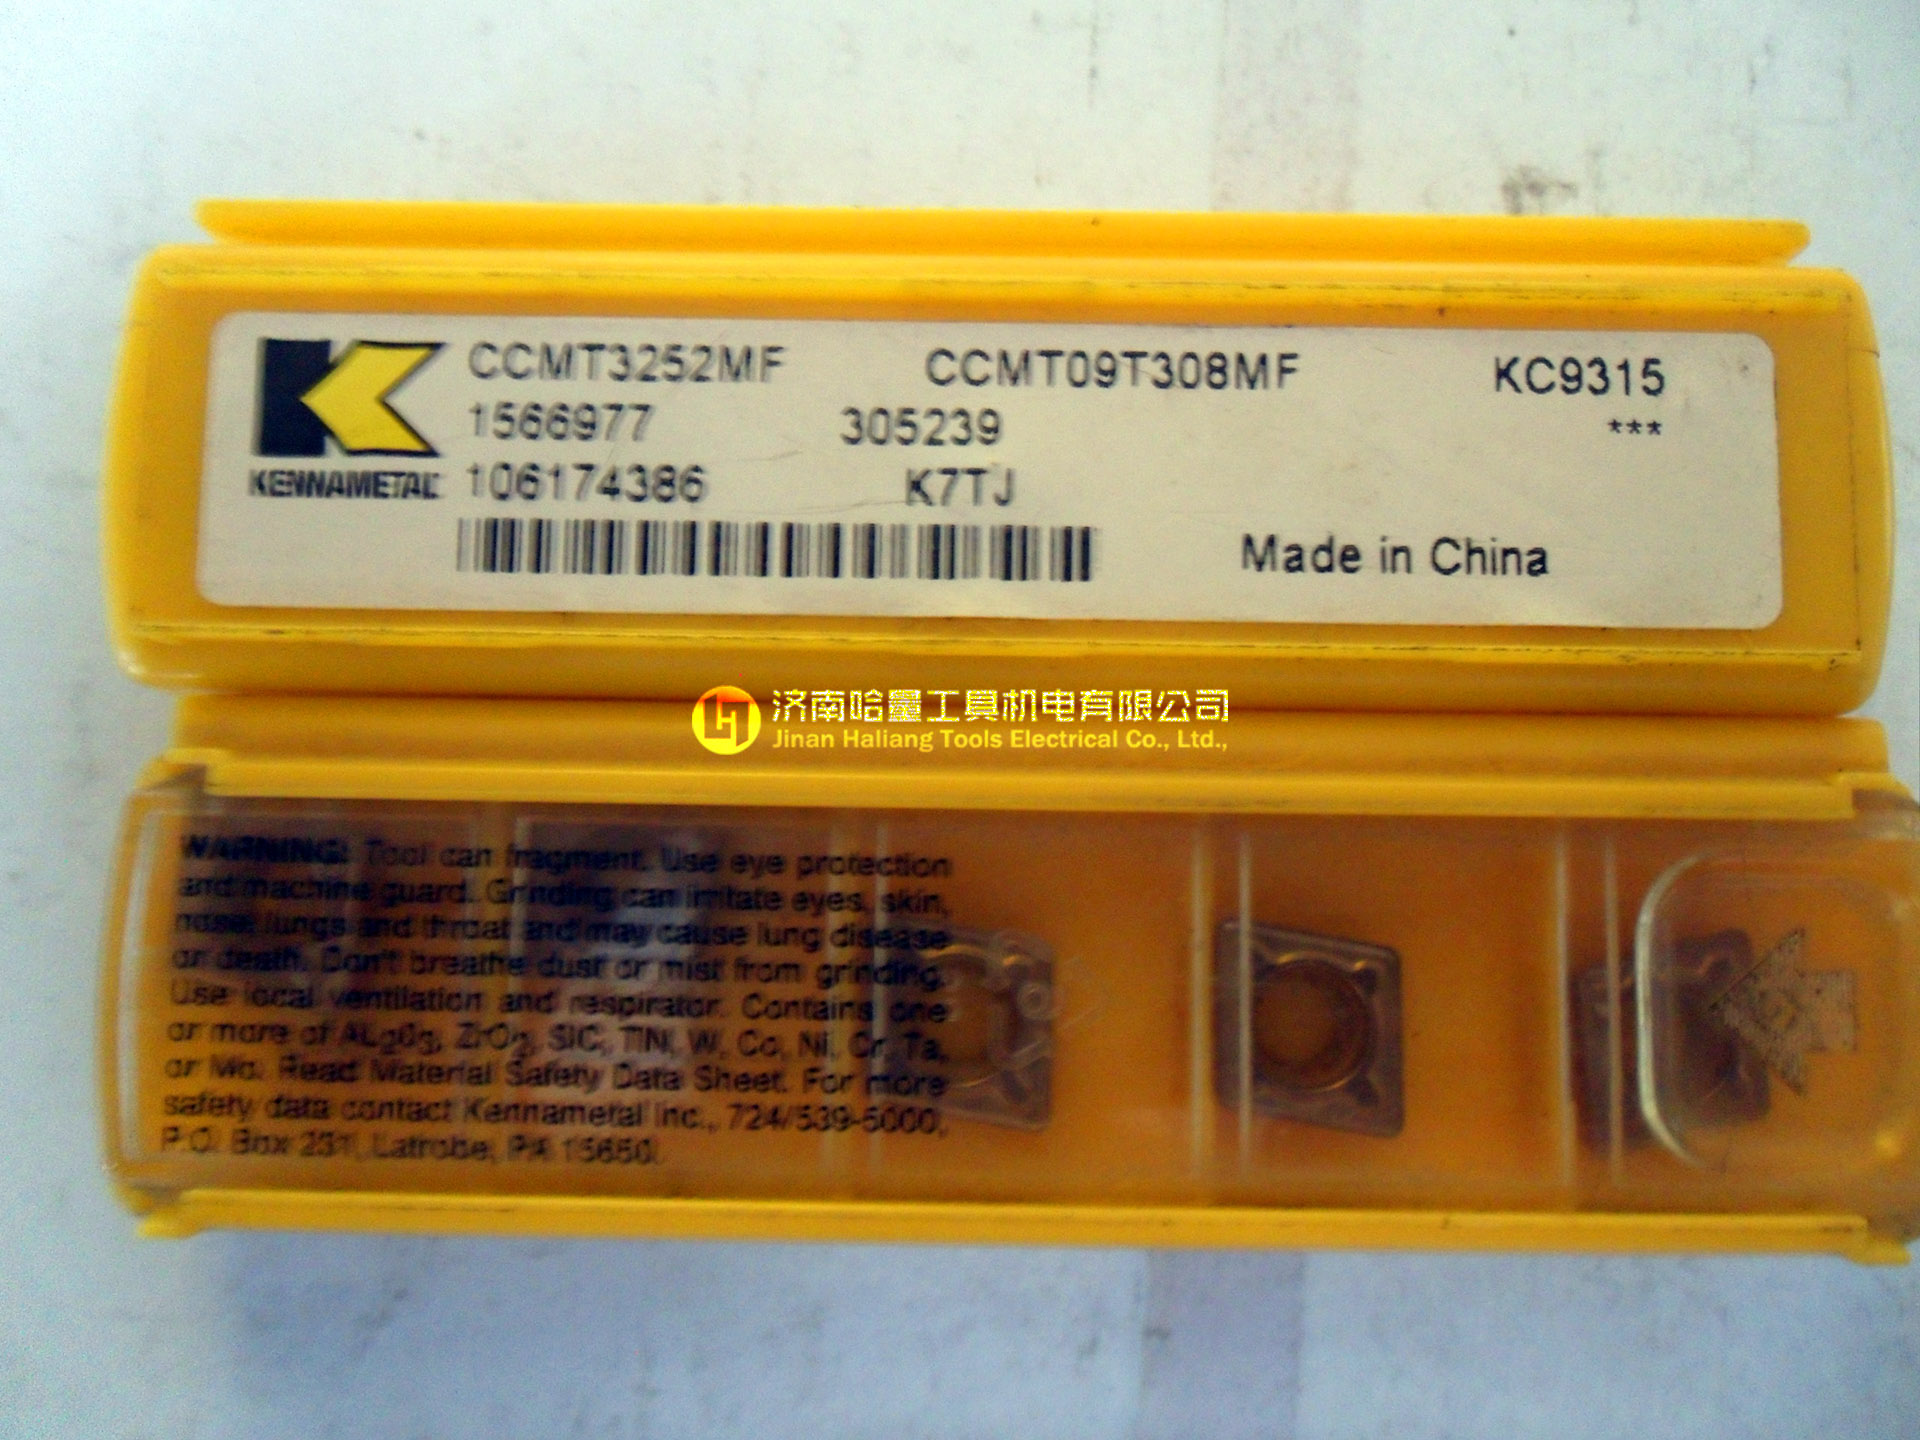 CCMT3252MF CCMT09T308MF KC9315
1566977 305239 ***
KENNAMETAL 106174386 K7TJ
Made in China
济南哈量工具机电有限公司
Jinan Haliang Tools Electrical Co., Ltd.,
WARNING: Tool can fragment. Use eye protection
and machine guard. Grinding can irritate eyes, skin,
nose, lungs and throat and may cause lung disease
or death. Don't breathe dust or mist from grinding.
Use local ventilation and respirator. Contains one
or more of AL2O3, ZrO2, SIC, TIN, W, Co, Ni, Cr, Ta,
or Mo. Read Material Safety Data Sheet. For more
safety data contact Kennametal Inc., 724/539-5000,
P.O. Box 231, Latrobe, PA 15650.